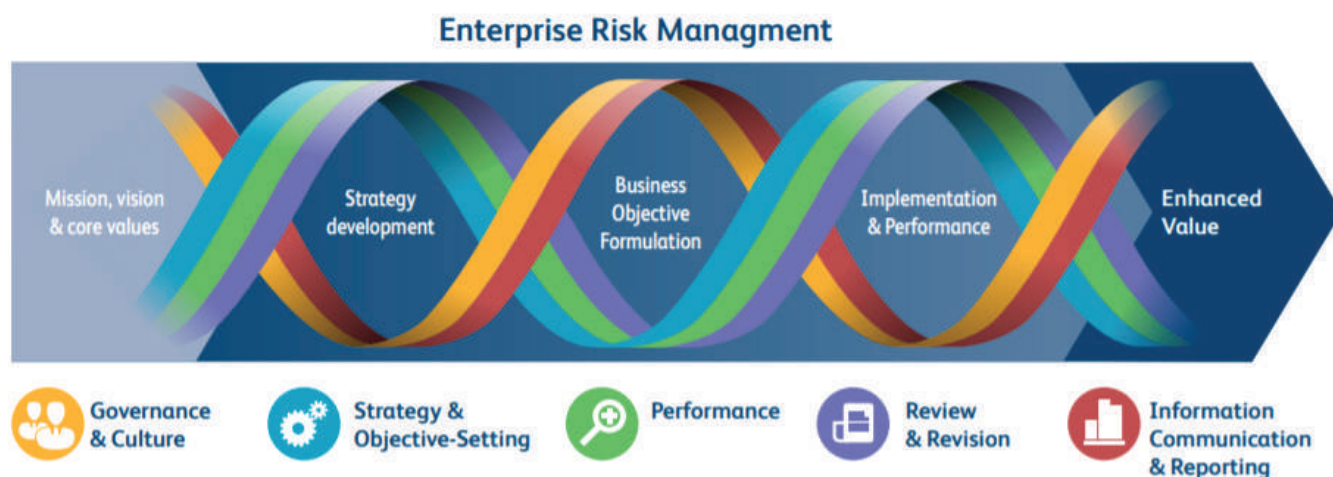 Enterprise Risk Managment
Mission, vision
& core values
Strategy
development
Business
Objective
Formulation
Implementation
& Performance
Enhanced
Value
Governance
& Culture
Strategy &
Objective-Setting
Performance
Review
& Revision
Information
Communication
& Reporting